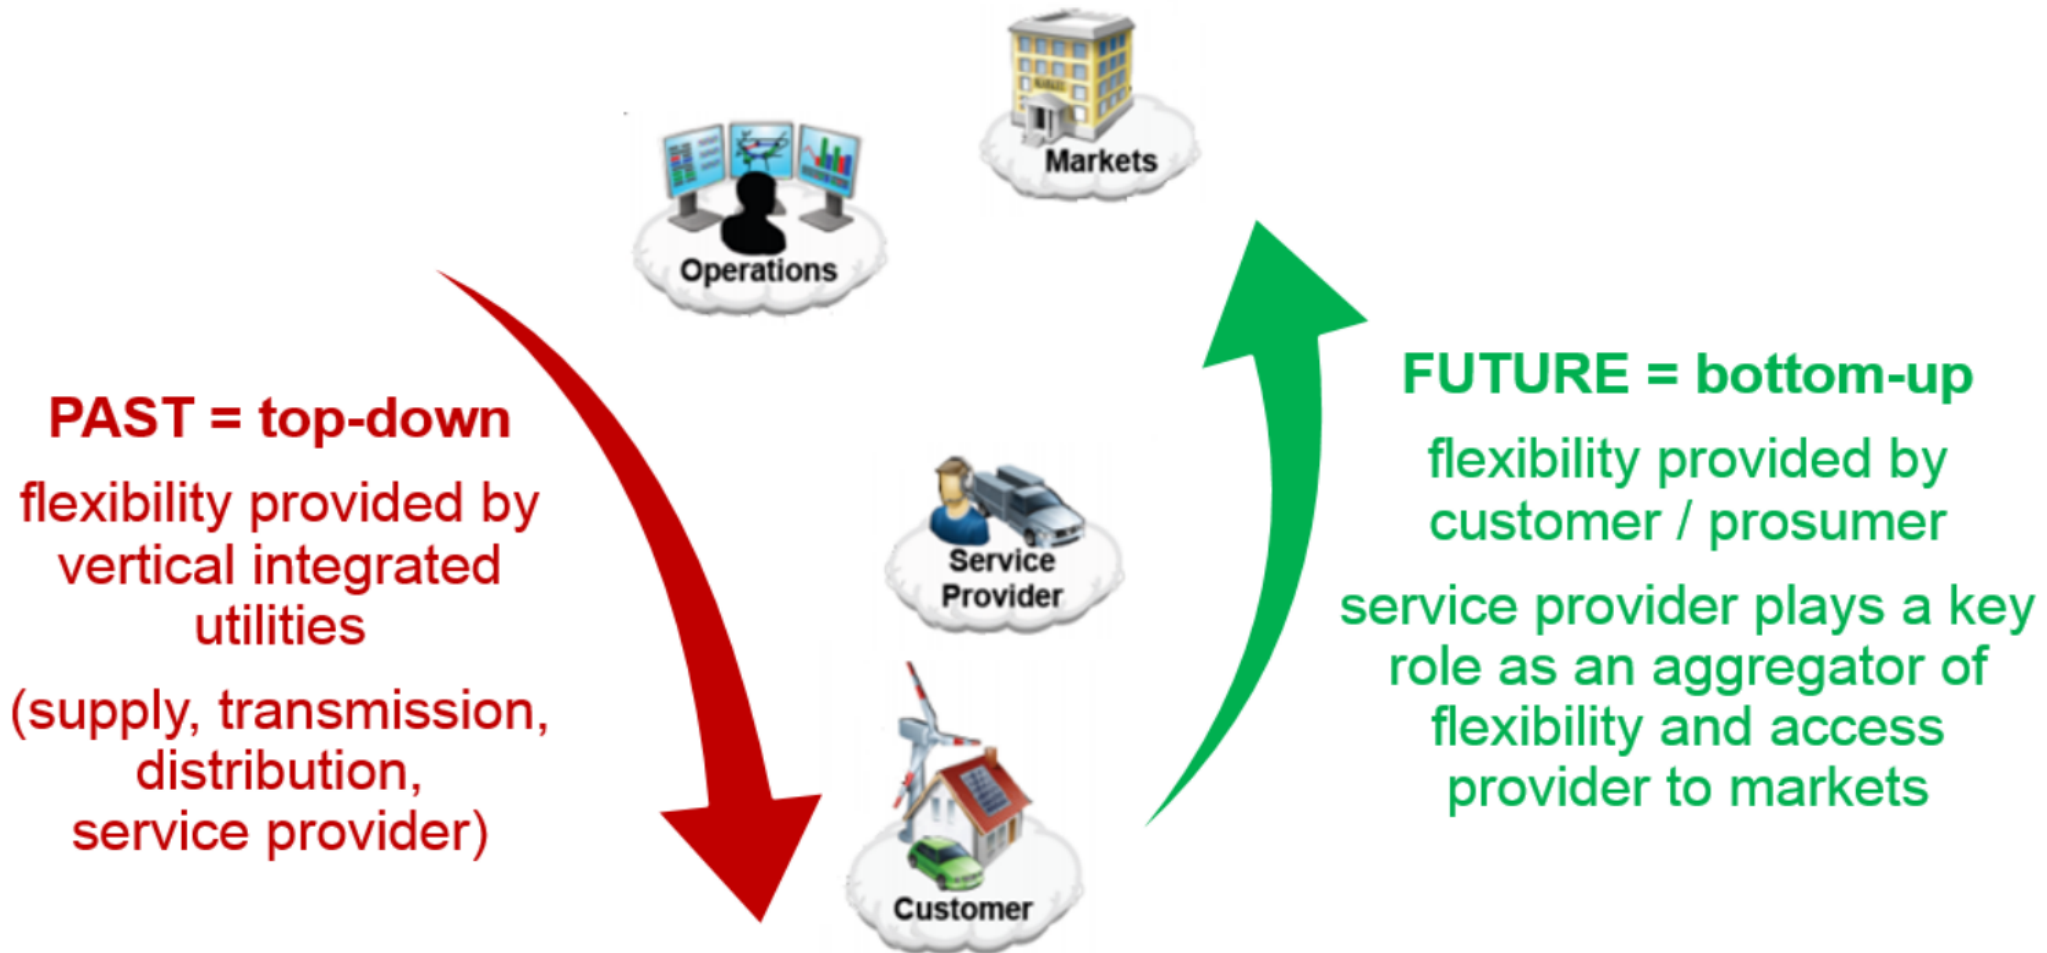 Markets
Operations
PAST = top-down
flexibility provided by
vertical integrated
utilities
(supply, transmission,
distribution,
service provider)
Service
Provider
Customer
FUTURE = bottom-up
flexibility provided by
customer / prosumer
service provider plays a key
role as an aggregator of
flexibility and access
provider to markets